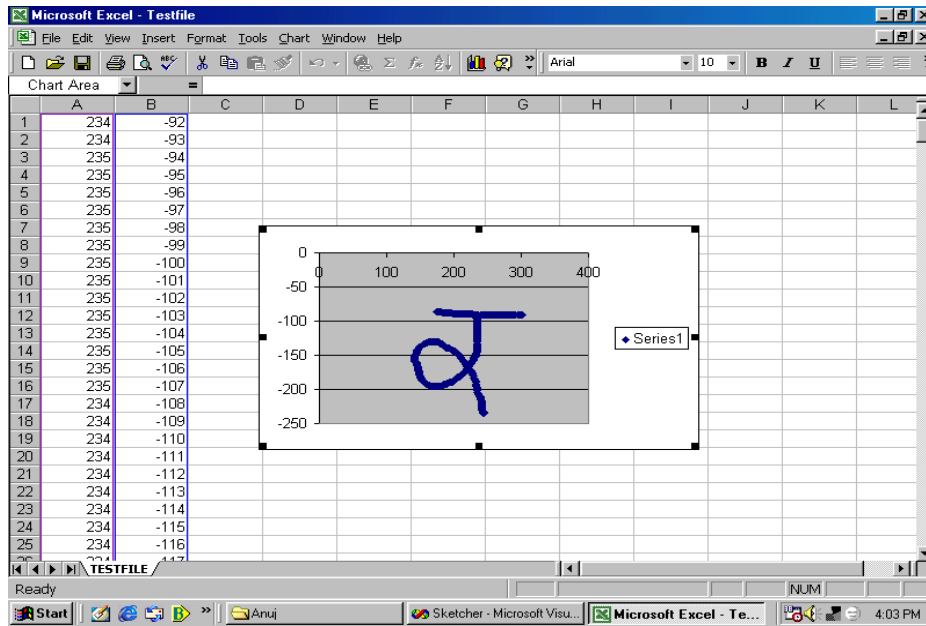 Microsoft Excel - Testfile
File Edit View Insert Format Tools Chart Window Help
Arial 10 B I U
Chart Area =
A B C D E F G H I J K L
1 234 -92
2 234 -93
3 235 -94
4 235 -95
5 235 -96
6 235 -97
7 235 -98
8 235 -99
9 235 -100
10 235 -101
11 235 -102
12 235 -103
13 235 -104
14 235 -105
15 235 -106
16 235 -107
17 234 -108
18 234 -109
19 234 -110
20 234 -111
21 234 -112
22 234 -113
23 234 -114
24 234 -115
25 234 -116
0
0 100 200 300 400
-50
-100
-150
-200
-250
Series1
TESTFILE
Ready NUM
Start Anuj Sketcher - Microsoft Visu... Microsoft Excel - Te... 4:03 PM